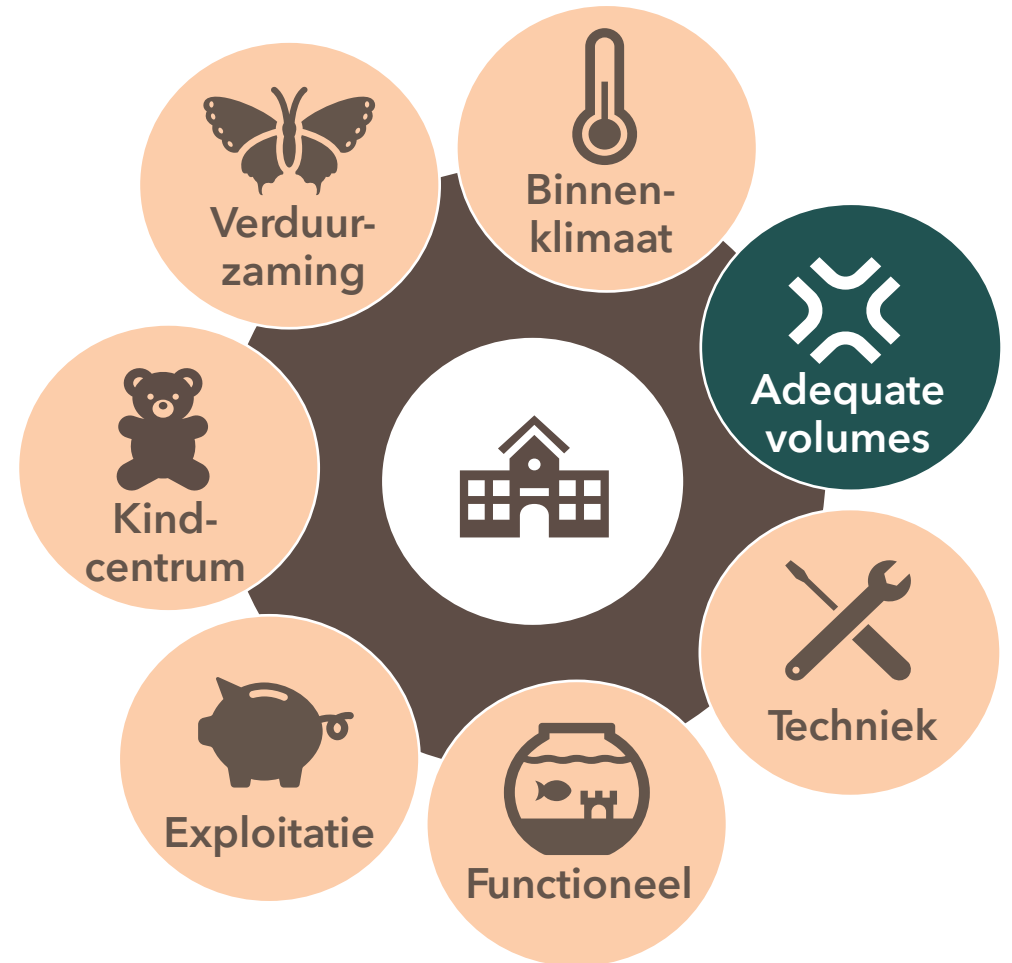 Verduur-
zaming
Binnen-
klimaat
Adequate
volumes
Kind-
centrum
Techniek
Exploitatie
Functioneel